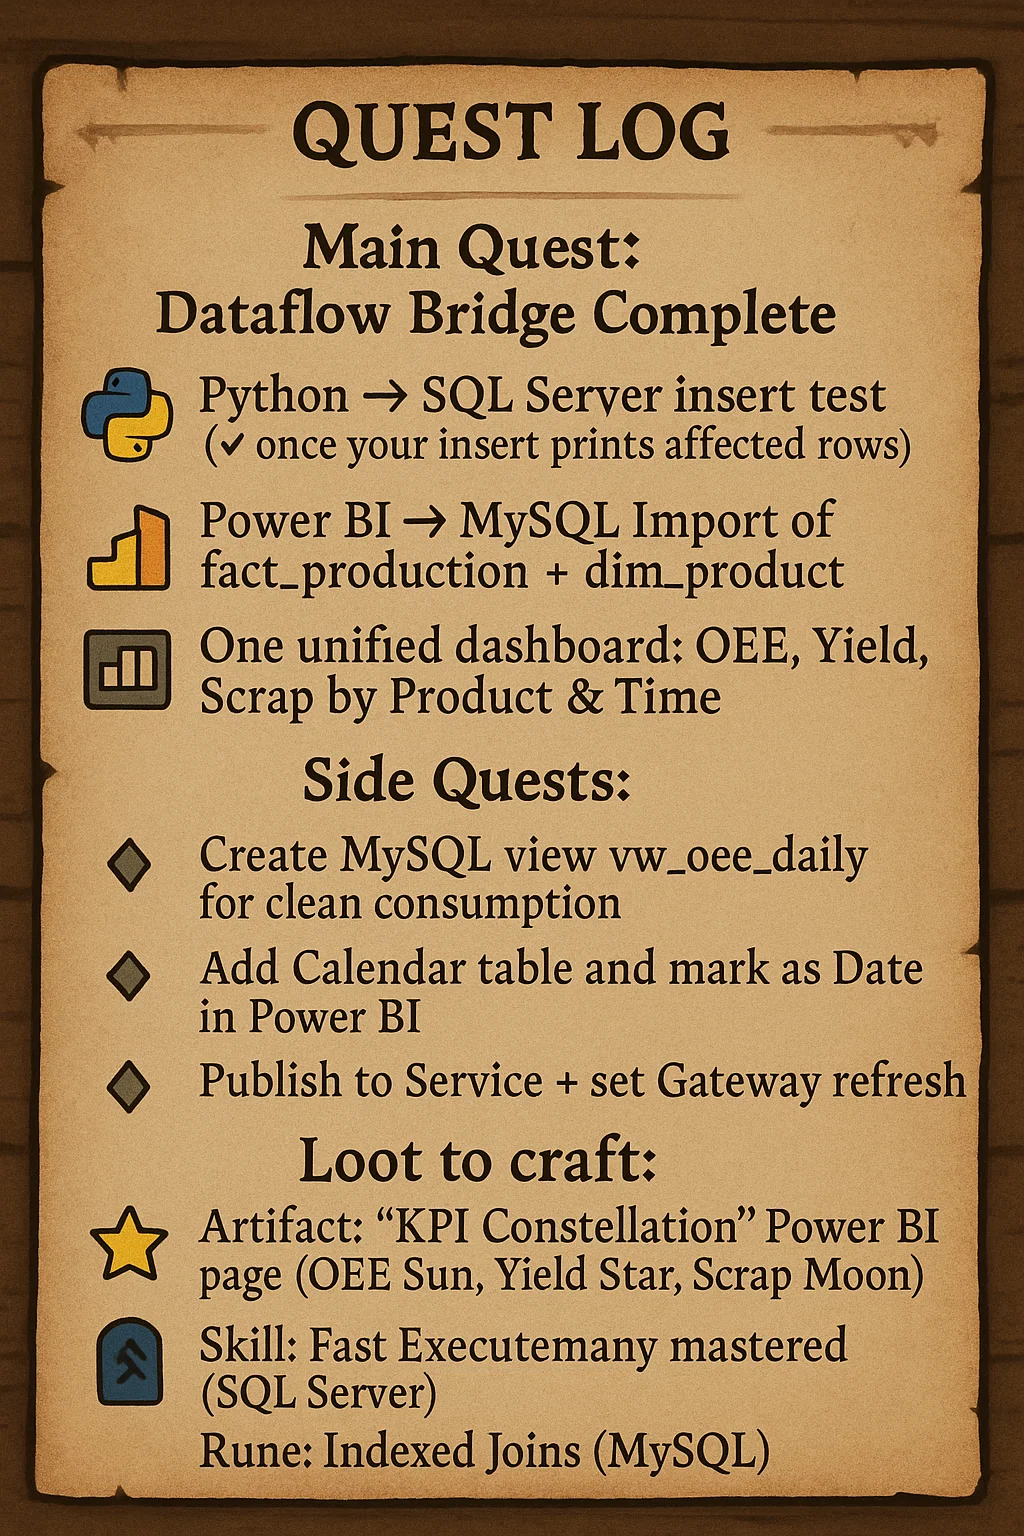 QUEST LOG
Main Quest:
Dataflow Bridge Complete
Python → SQL Server insert test
(✓ once your insert prints affected rows)
Power BI → MySQL Import of
fact_production + dim_product
One unified dashboard: OEE, Yield,
Scrap by Product & Time
Side Quests:
Create MySQL view vw_oee_daily
for clean consumption
Add Calendar table and mark as Date
in Power BI
Publish to Service + set Gateway refresh
Loot to craft:
Artifact: “KPI Constellation” Power BI
page (OEE Sun, Yield Star, Scrap Moon)
Skill: Fast Executemany mastered
(SQL Server)
Rune: Indexed Joins (MySQL)